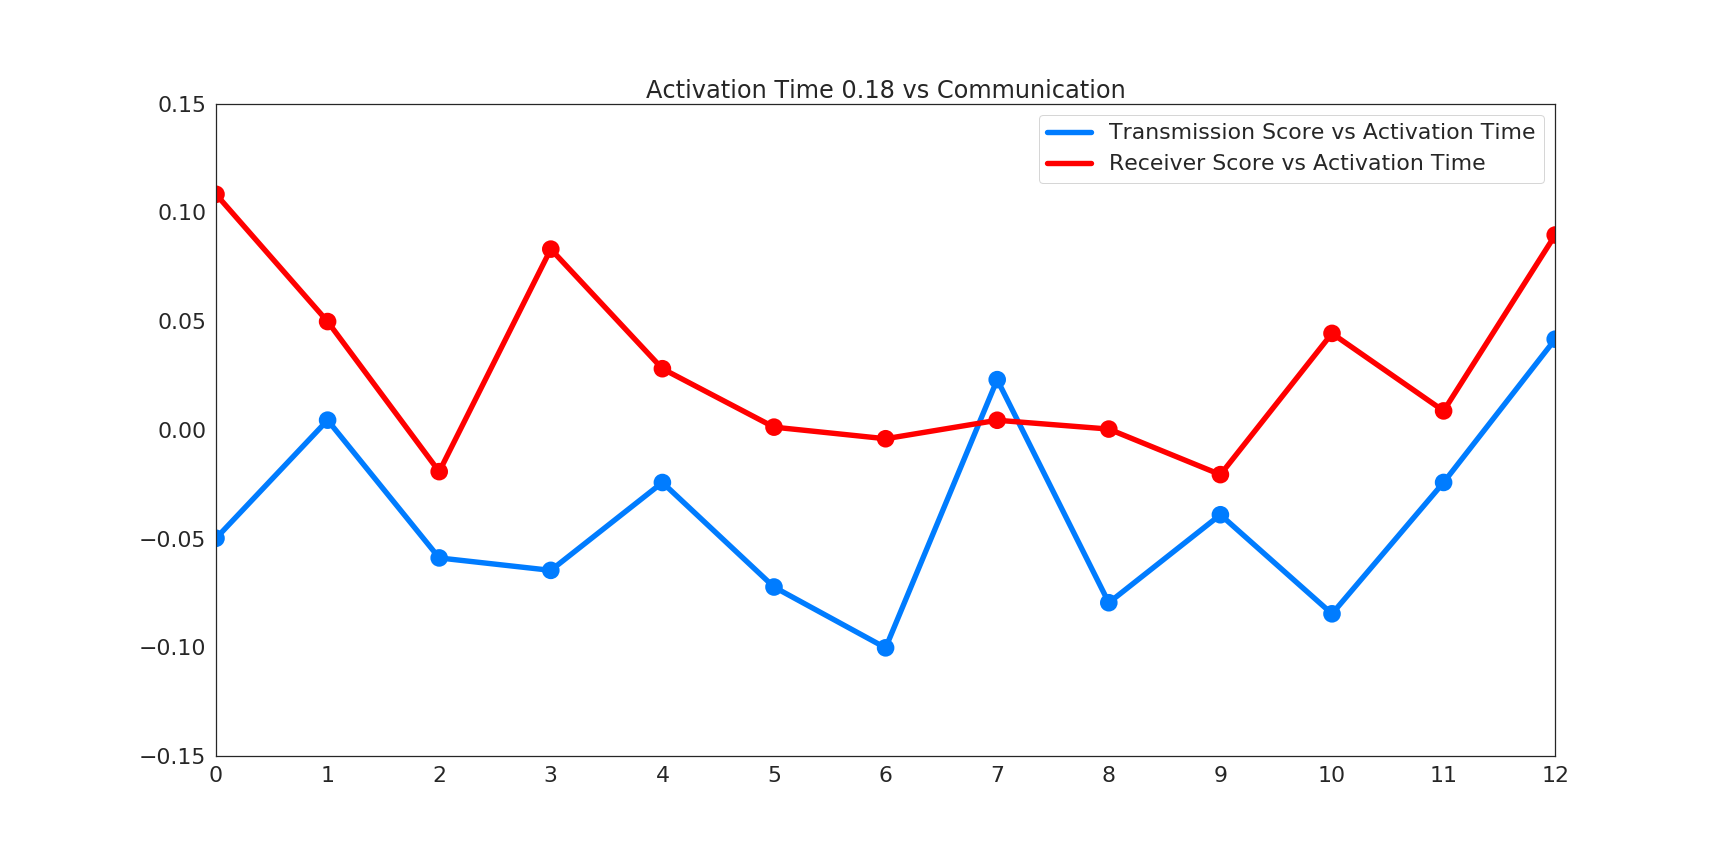 Activation Time 0.18 vs Communication
Transmission Score vs Activation Time
Receiver Score vs Activation Time
0.15
0.10
0.05
0.00
−0.05
−0.10
−0.15
0 1 2 3 4 5 6 7 8 9 10 11 12